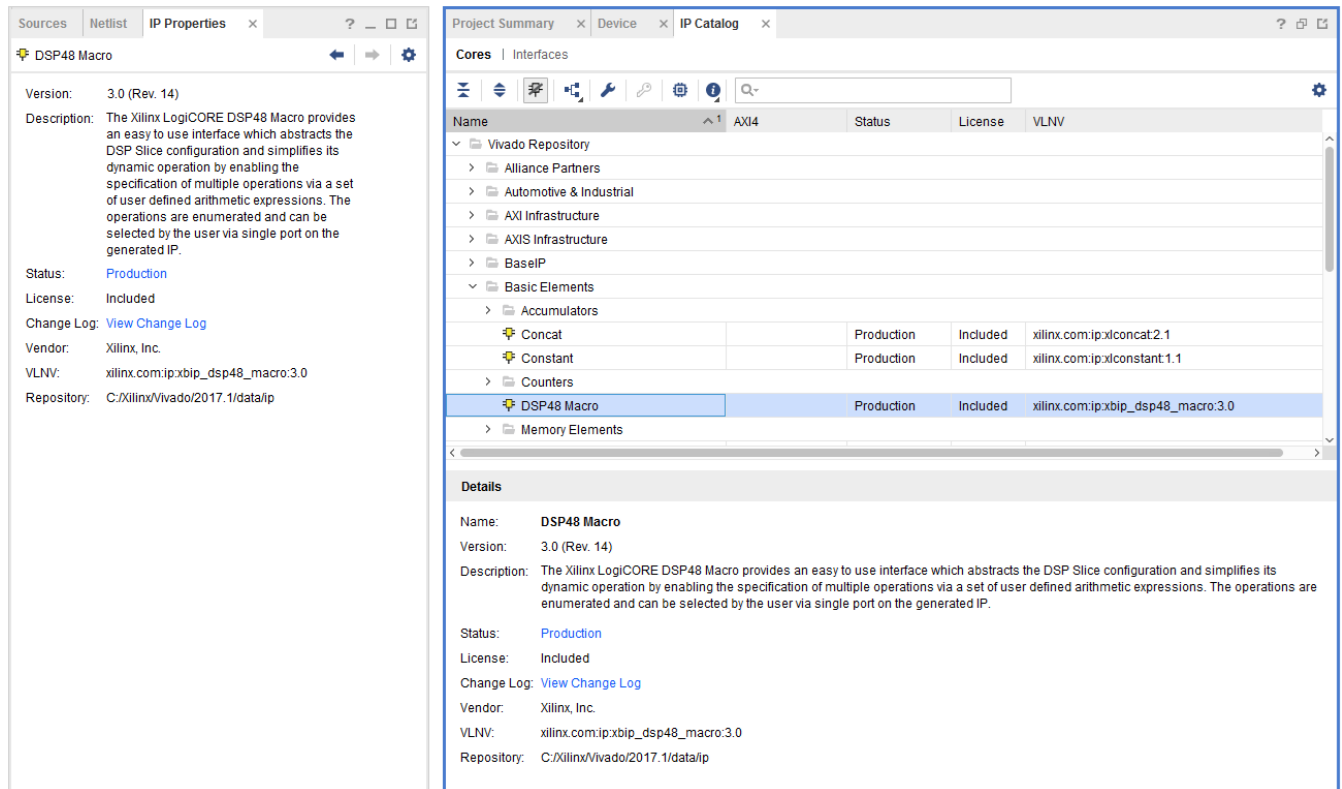 Sources Netlist IP Properties × ?
DSP48 Macro
Version: 3.0 (Rev. 14)
Description: The Xilinx LogiCORE DSP48 Macro provides
an easy to use interface which abstracts the
DSP Slice configuration and simplifies its
dynamic operation by enabling the
specification of multiple operations via a set
of user defined arithmetic expressions. The
operations are enumerated and can be
selected by the user via single port on the
generated IP.
Status: Production
License: Included
Change Log: View Change Log
Vendor: Xilinx, Inc.
VLNV: xilinx.com:ip:xbip_dsp48_macro:3.0
Repository: C:/Xilinx/Vivado/2017.1/data/ip
Project Summary × Device × IP Catalog × ?
Cores | Interfaces
Name 1 AXI4 Status License VLNV
Vivado Repository
Alliance Partners
Automotive & Industrial
AXI Infrastructure
AXIS Infrastructure
BaseIP
Basic Elements
Accumulators
Concat Production Included xilinx.com:ip:xlconcat:2.1
Constant Production Included xilinx.com:ip:xlconstant:1.1
Counters
DSP48 Macro Production Included xilinx.com:ip:xbip_dsp48_macro:3.0
Memory Elements
Details
Name: DSP48 Macro
Version: 3.0 (Rev. 14)
Description: The Xilinx LogiCORE DSP48 Macro provides an easy to use interface which abstracts the DSP Slice configuration and simplifies its
dynamic operation by enabling the specification of multiple operations via a set of user defined arithmetic expressions. The operations are
enumerated and can be selected by the user via single port on the generated IP.
Status: Production
License: Included
Change Log: View Change Log
Vendor: Xilinx, Inc.
VLNV: xilinx.com:ip:xbip_dsp48_macro:3.0
Repository: C:/Xilinx/Vivado/2017.1/data/ip